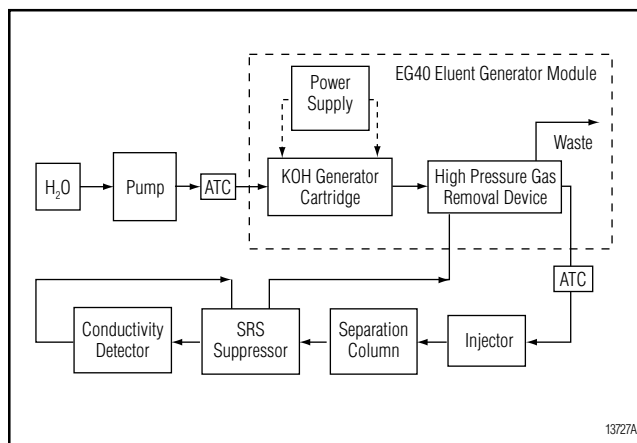 EG40 Eluent Generator Module
Power
Supply
Waste
H₂O
Pump
ATC
KOH Generator
Cartridge
High Pressure Gas
Removal Device
ATC
Conductivity
Detector
SRS
Suppressor
Separation
Column
Injector
13727A